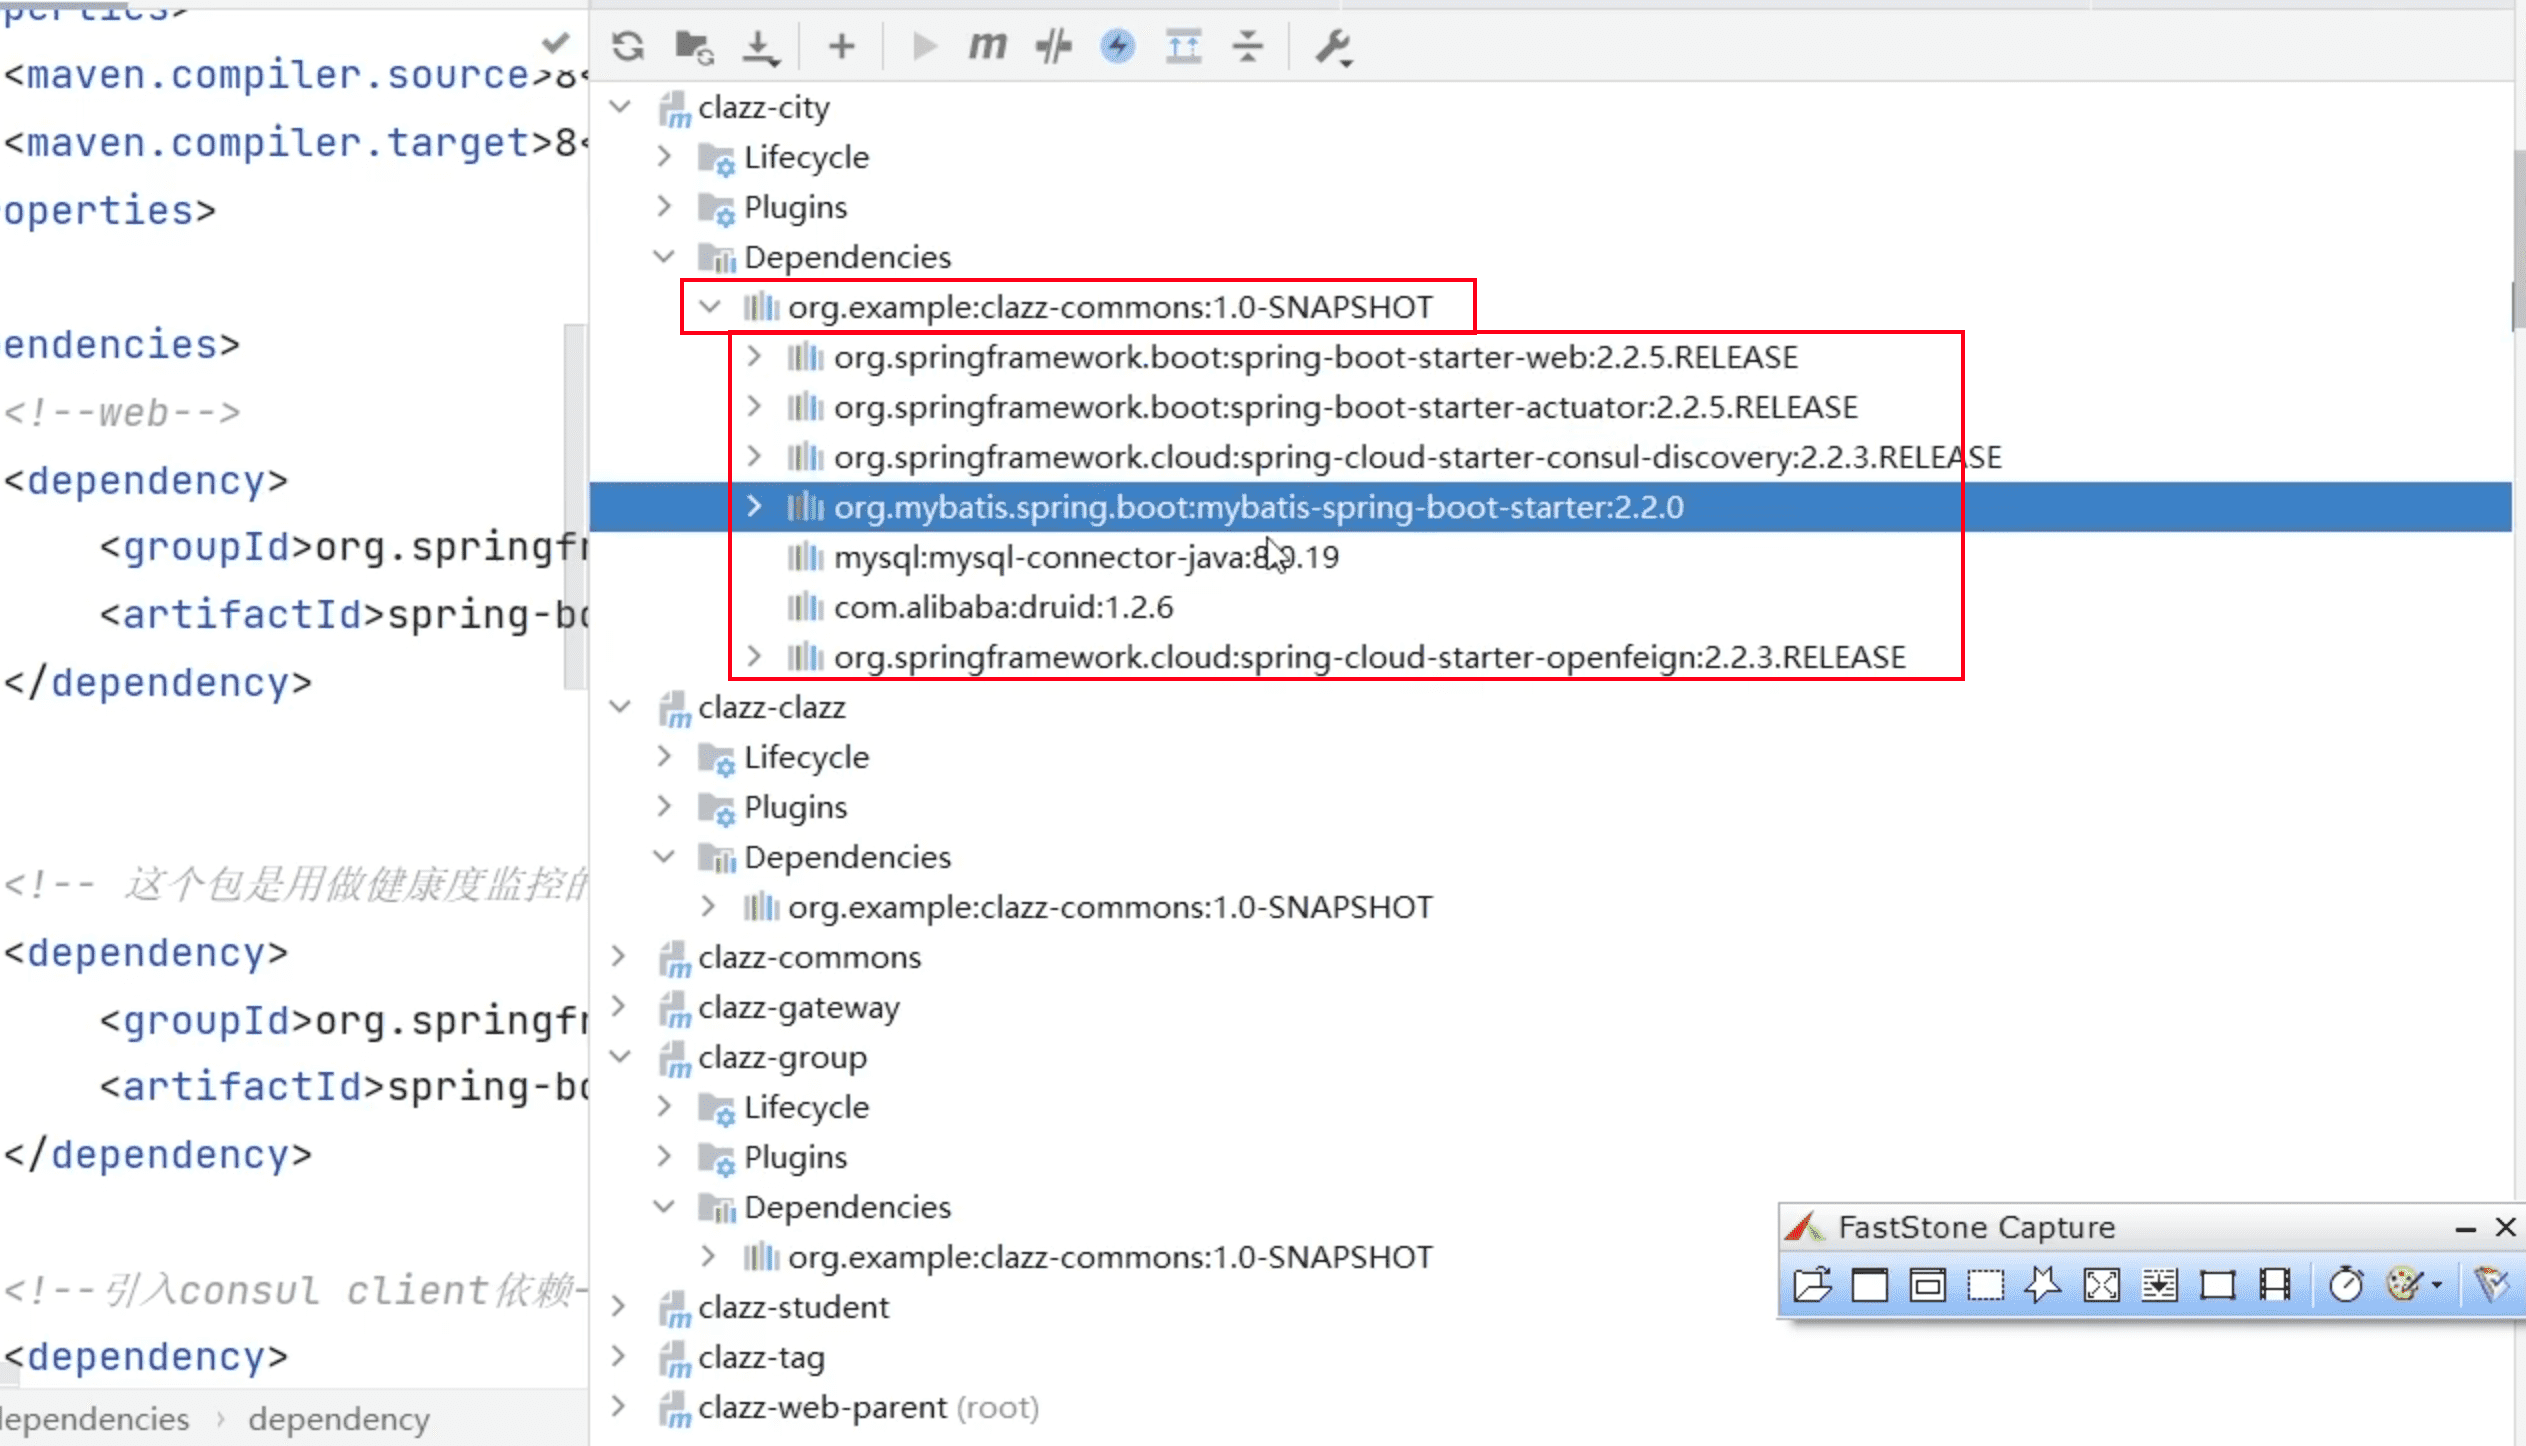 <maven.compiler.source>8<
<maven.compiler.target>8<
operties>
endencies>
<!--web-->
<dependency>
<groupId>org.springfr
<artifactId>spring-bo
</dependency>
<!-- 这个包是用做健康度监控的
<dependency>
<groupId>org.springfr
<artifactId>spring-bo
</dependency>
<!--引入consul client依赖-
<dependency>
dependencies › dependency
clazz-city
Lifecycle
Plugins
Dependencies
org.example:clazz-commons:1.0-SNAPSHOT
org.springframework.boot:spring-boot-starter-web:2.2.5.RELEASE
org.springframework.boot:spring-boot-starter-actuator:2.2.5.RELEASE
org.springframework.cloud:spring-cloud-starter-consul-discovery:2.2.3.RELEASE
org.mybatis.spring.boot:mybatis-spring-boot-starter:2.2.0
mysql:mysql-connector-java:8.0.19
com.alibaba:druid:1.2.6
org.springframework.cloud:spring-cloud-starter-openfeign:2.2.3.RELEASE
clazz-clazz
Lifecycle
Plugins
Dependencies
org.example:clazz-commons:1.0-SNAPSHOT
clazz-commons
clazz-gateway
clazz-group
Lifecycle
Plugins
Dependencies
org.example:clazz-commons:1.0-SNAPSHOT
clazz-student
clazz-tag
clazz-web-parent (root)
FastStone Capture